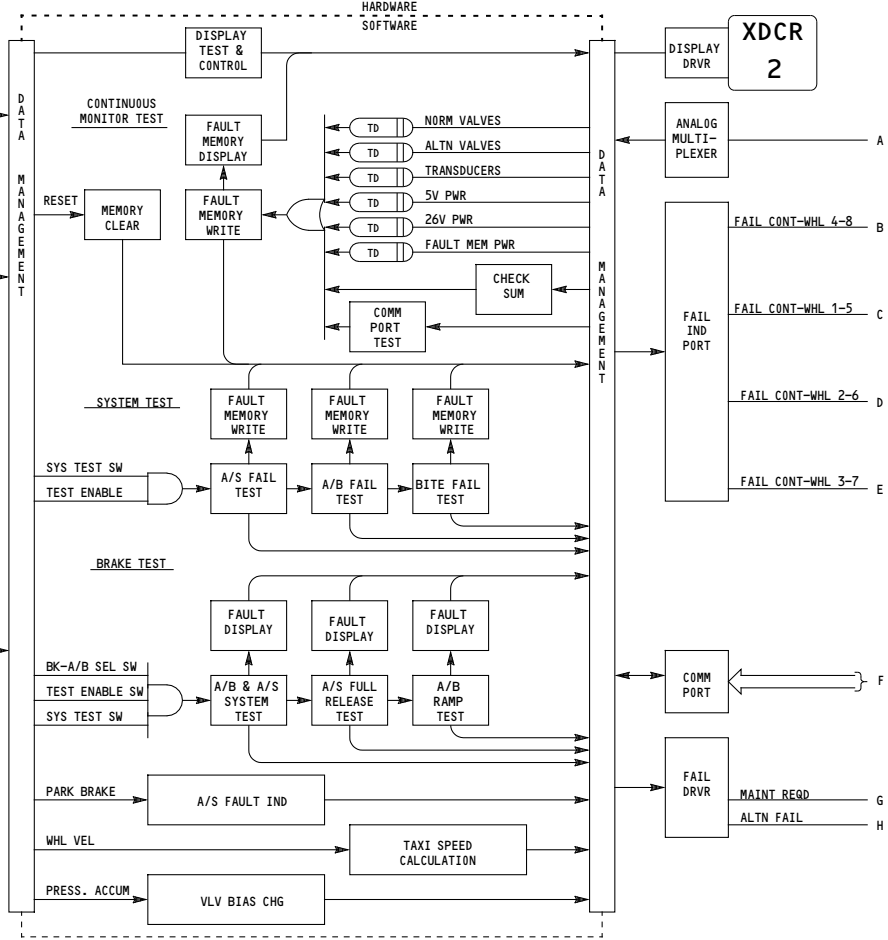 HARDWARE
SOFTWARE
DATA MANAGEMENT
DISPLAY
TEST &
CONTROL
DISPLAY
DRVR
XDCR
2
CONTINUOUS
MONITOR TEST
FAULT
MEMORY
DISPLAY
TD
NORM VALVES
TD
ALTN VALVES
TD
TRANSDUCERS
TD
5V PWR
TD
26V PWR
TD
FAULT MEM PWR
DATA MANAGEMENT
ANALOG
MULTI-
PLEXER
A
RESET
MEMORY
CLEAR
FAULT
MEMORY
WRITE
CHECK
SUM
COMM
PORT
TEST
FAIL
IND
PORT
FAIL CONT-WHL 4-8
B
FAIL CONT-WHL 1-5
C
FAIL CONT-WHL 2-6
D
FAIL CONT-WHL 3-7
E
SYSTEM TEST
FAULT
MEMORY
WRITE
FAULT
MEMORY
WRITE
FAULT
MEMORY
WRITE
SYS TEST SW
TEST ENABLE
A/S FAIL
TEST
A/B FAIL
TEST
BITE FAIL
TEST
BRAKE TEST
FAULT
DISPLAY
FAULT
DISPLAY
FAULT
DISPLAY
BK-A/B SEL SW
TEST ENABLE SW
SYS TEST SW
A/B & A/S
SYSTEM
TEST
A/S FULL
RELEASE
TEST
A/B
RAMP
TEST
COMM
PORT
F
PARK BRAKE
A/S FAULT IND
FAIL
DRVR
MAINT REQD
G
ALTN FAIL
H
WHL VEL
TAXI SPEED
CALCULATION
PRESS. ACCUM
VLV BIAS CHG